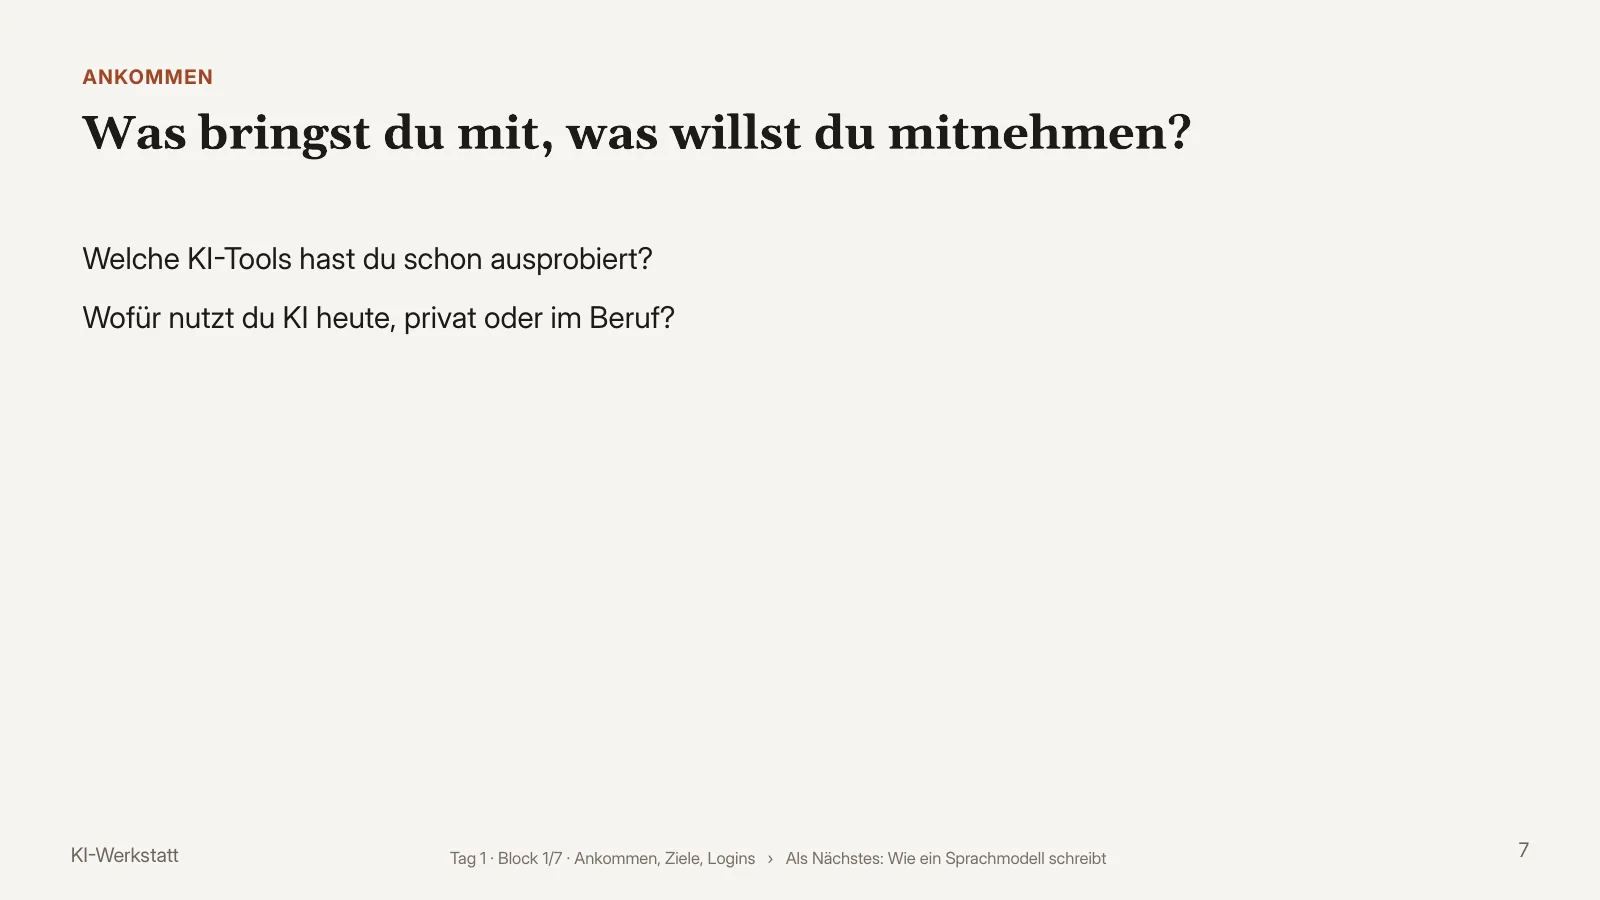 ANKOMMEN
Was bringst du mit, was willst du mitnehmen?
Welche KI-Tools hast du schon ausprobiert?
Wofür nutzt du KI heute, privat oder im Beruf?
KI-Werkstatt
Tag 1 · Block 1/7 · Ankommen, Ziele, Logins › Als Nächstes: Wie ein Sprachmodell schreibt
7